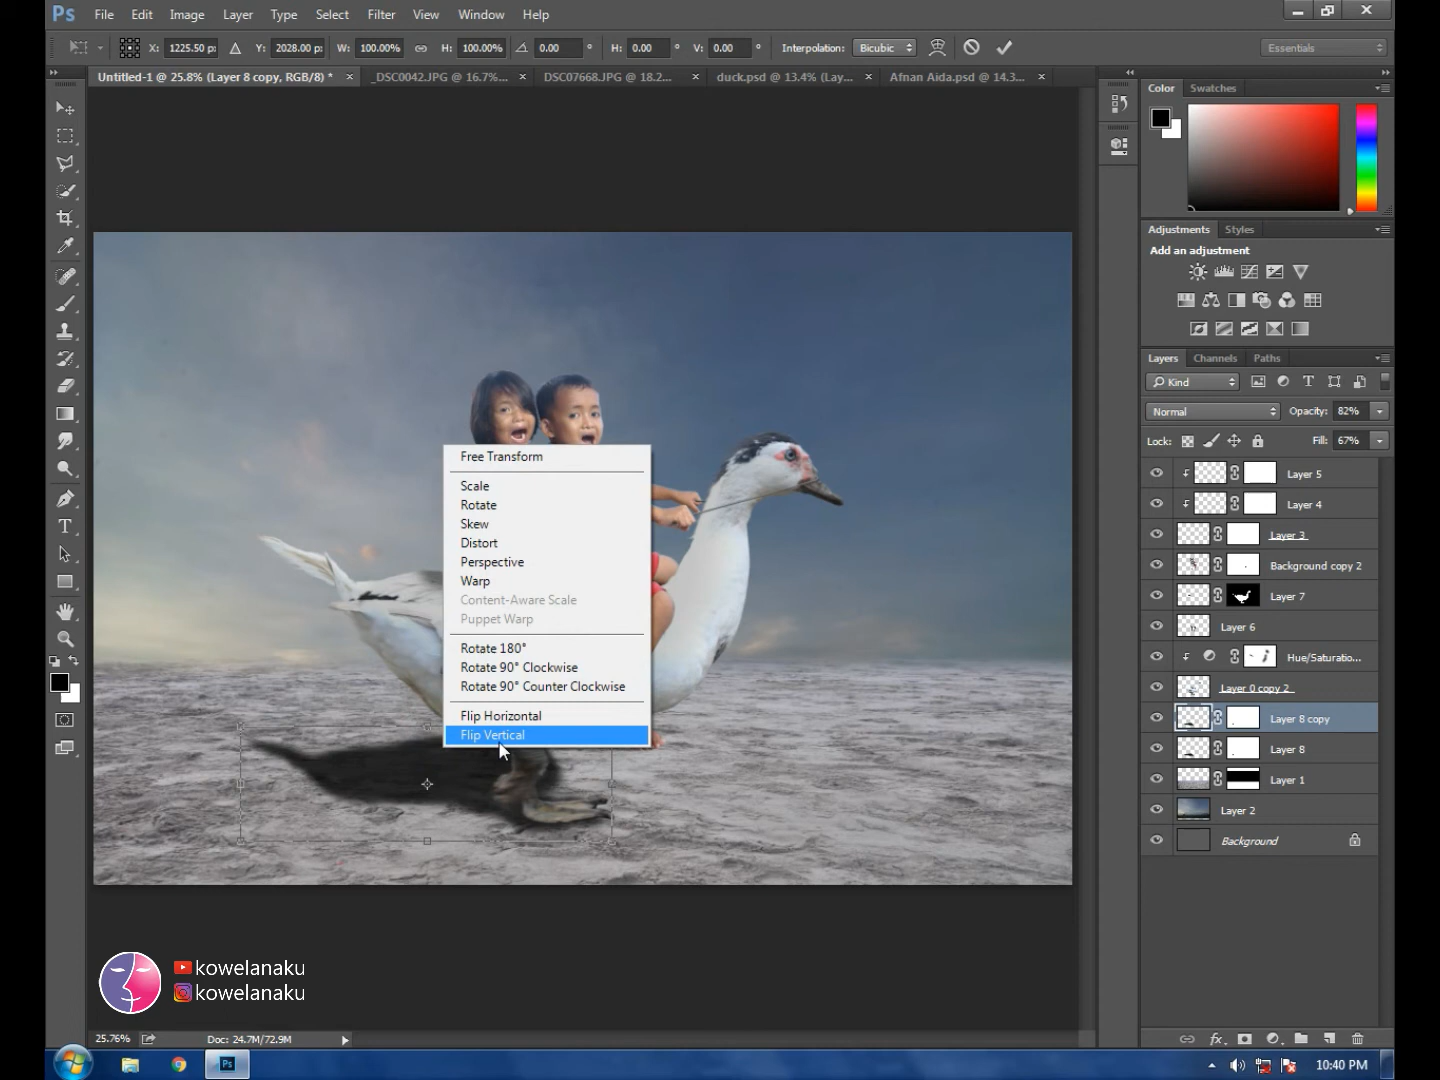 Ps File Edit Image Layer Type Select Filter View Window Help
X: 1225.50 p: Y: 2028.00 p: W: 100.00% H: 100.00% 0.00 ° H: 0.00 ° V: 0.00 ° Interpolation: Bicubic Essentials
Untitled-1 @ 25.8% (Layer 8 copy, RGB/8) * × _DSC0042.JPG @ 16.7%... × DSC07668.JPG @ 18.2... × duck.psd @ 13.4% (Lay... × Afnan Aida.psd @ 14.3... ×
Color Swatches
Adjustments Styles
Add an adjustment
Layers Channels Paths
Kind
Normal Opacity: 82%
Lock: Fill: 67%
Layer 5
Layer 4
Layer 3
Background copy 2
Layer 7
Layer 6
Hue/Saturatio...
Layer 0 copy 2
Layer 8 copy
Layer 8
Layer 1
Layer 2
Background
Free Transform
Scale
Rotate
Skew
Distort
Perspective
Warp
Content-Aware Scale
Puppet Warp
Rotate 180°
Rotate 90° Clockwise
Rotate 90° Counter Clockwise
Flip Horizontal
Flip Vertical
kowelanaku
kowelanaku
25.76% Doc: 24.7M/72.9M
fx
Ps 10:40 PM